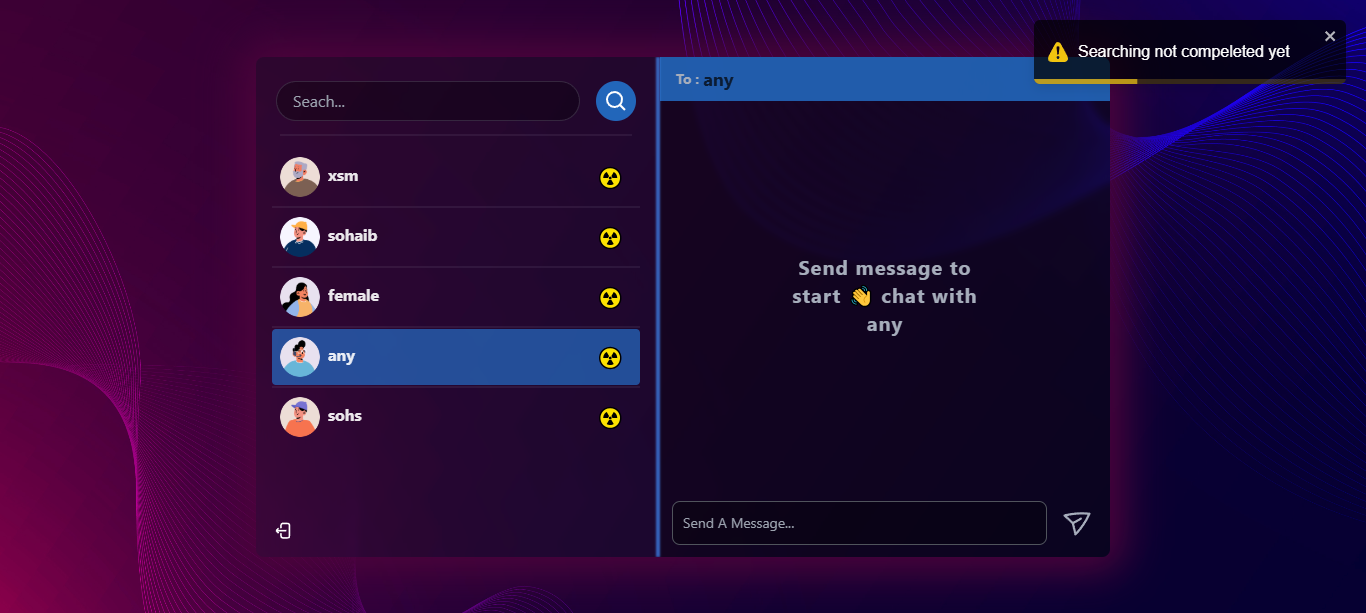 Searching not compeleted yet
Seach...
xsm
sohaib
female
any
sohs
To : any
Send message to
start 👋 chat with
any
Send A Message...